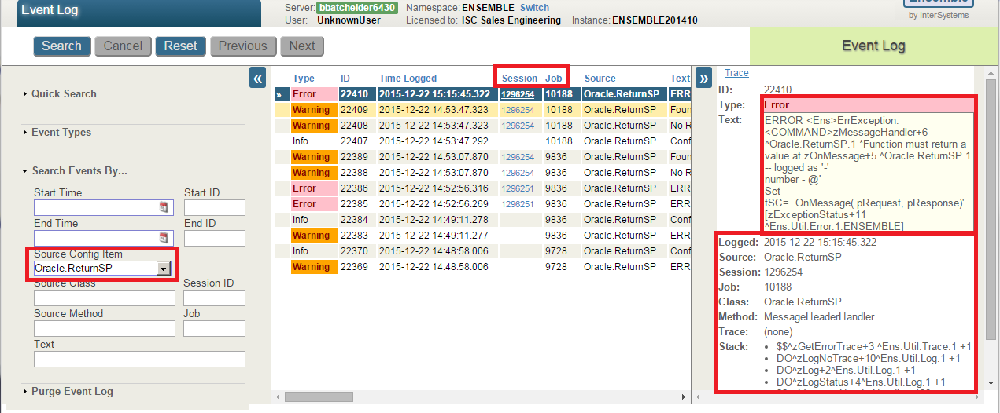 Event Log
Server: bbatchelder6430 Namespace: ENSEMBLE Switch
User: UnknownUser Licensed to: ISC Sales Engineering Instance: ENSEMBLE201410
Ensemble
by InterSystems
Search Cancel Reset Previous Next
Event Log
«
Quick Search
Event Types
Search Events By...
Start Time Start ID
End Time End ID
Source Config Item
Oracle.ReturnSP
Source Class Session ID
Source Method Job
Text
Purge Event Log
Type ID Time Logged Session Job Source Text
» Error 22410 2015-12-22 15:15:45.322 1296254 10188 Oracle.ReturnSP ERR
Warning 22409 2015-12-22 14:53:47.323 1296254 10188 Oracle.ReturnSP Foun
Warning 22408 2015-12-22 14:53:47.323 1296254 10188 Oracle.ReturnSP No R
Info 22407 2015-12-22 14:53:47.292 10188 Oracle.ReturnSP Conf
Warning 22389 2015-12-22 14:53:07.870 1296254 9836 Oracle.ReturnSP Foun
Warning 22388 2015-12-22 14:53:07.870 1296254 9836 Oracle.ReturnSP No R
Error 22386 2015-12-22 14:52:56.316 1296251 9836 Oracle.ReturnSP ERR
Error 22385 2015-12-22 14:52:56.269 1296251 9836 Oracle.ReturnSP ERR
Info 22384 2015-12-22 14:49:11.278 9836 Oracle.ReturnSP Conf
Warning 22383 2015-12-22 14:49:11.277 9836 Oracle.ReturnSP ERR
Info 22370 2015-12-22 14:48:58.006 9728 Oracle.ReturnSP Conf
Warning 22369 2015-12-22 14:48:58.006 9728 Oracle.ReturnSP ERR
»
Trace
ID: 22410
Type: Error
Text: ERROR <Ens>ErrException:
<COMMAND>zMessageHandler+6
^Oracle.ReturnSP.1 *Function must return a
value at zOnMessage+5 ^Oracle.ReturnSP.1
-- logged as '-'
number - @'
Set
tSC=..OnMessage(.pRequest,.pResponse)'
[zExceptionStatus+11
^Ens.Util.Error.1:ENSEMBLE]
Logged: 2015-12-22 15:15:45.322
Source: Oracle.ReturnSP
Session: 1296254
Job: 10188
Class: Oracle.ReturnSP
Method: MessageHeaderHandler
Trace: (none)
Stack: • $$^zGetErrorTrace+3 ^Ens.Util.Trace.1 +1
• DO^zLogNoTrace+10^Ens.Util.Log.1 +1
• DO^zLog+2^Ens.Util.Log.1 +1
• DO^zLogStatus+4^Ens.Util.Log.1 +1